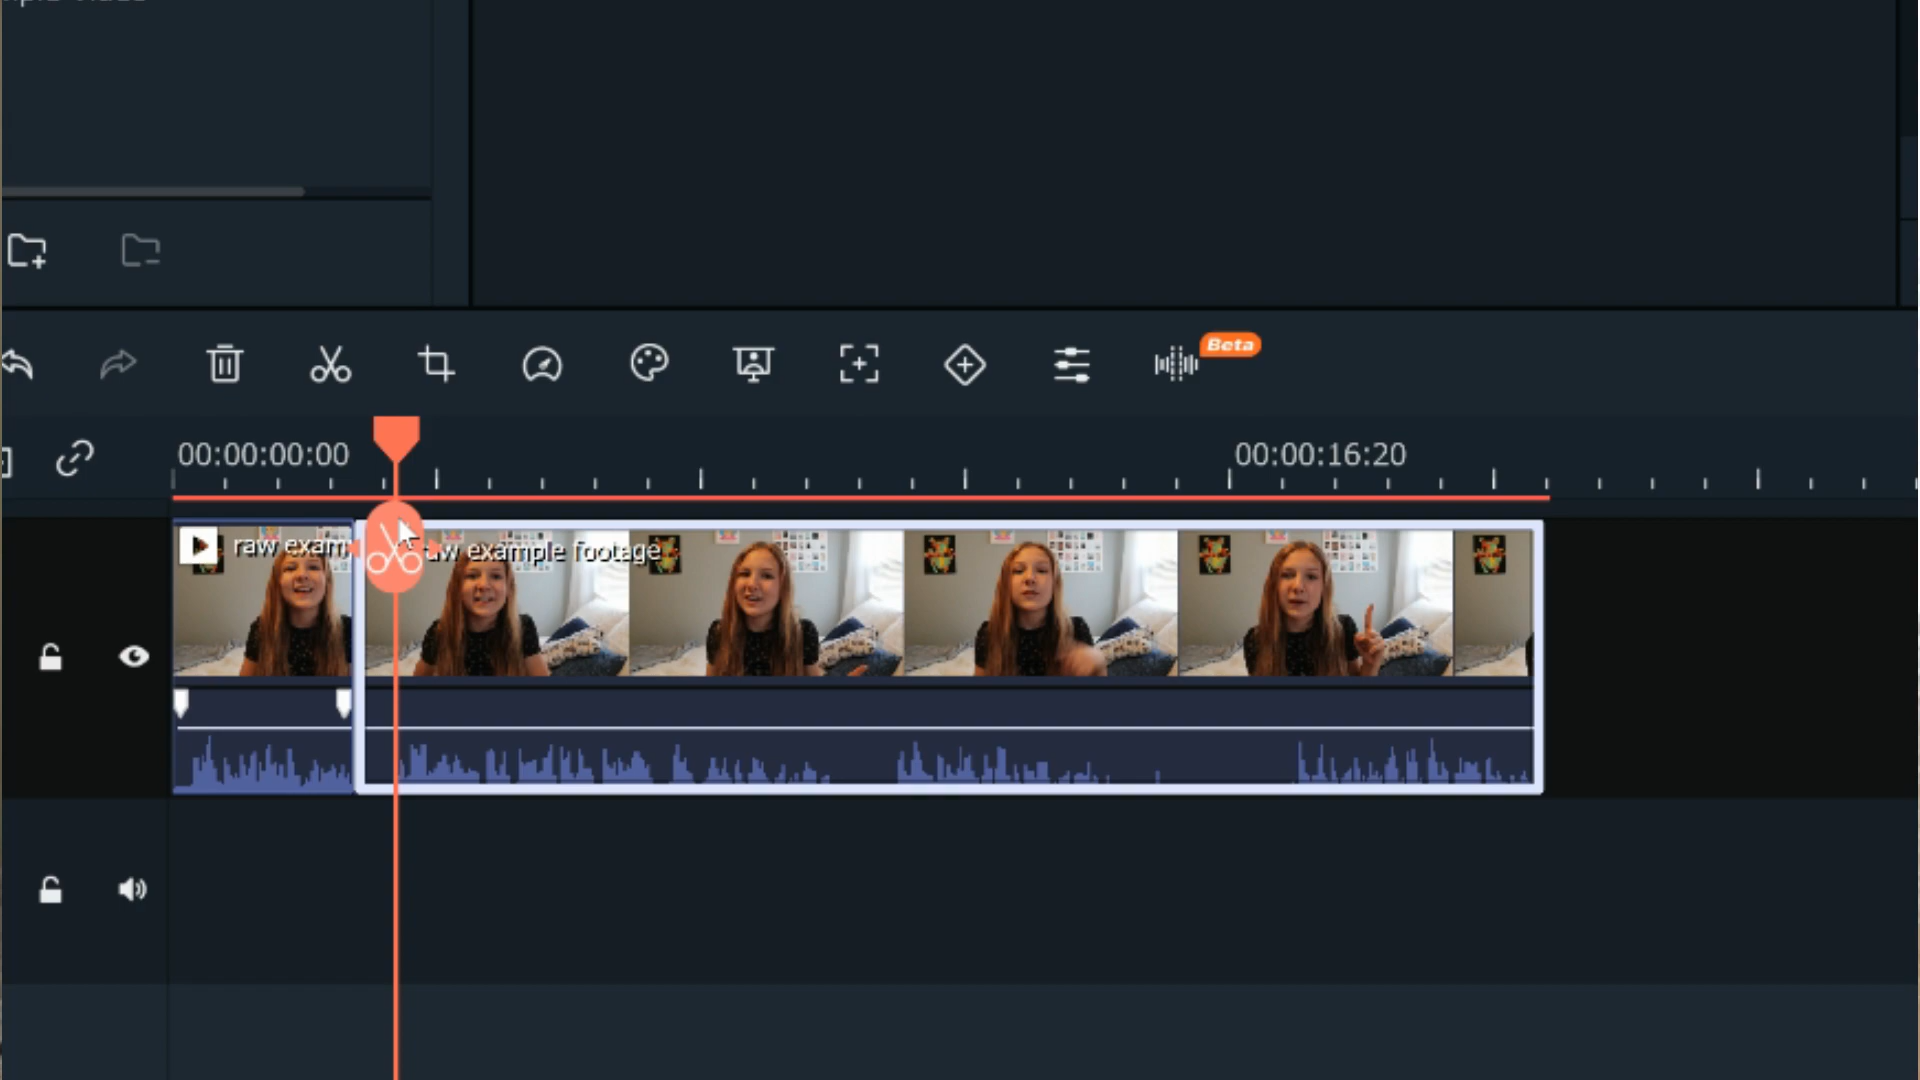 Beta
00:00:00:00
00:00:16:20
raw exam
raw example footage